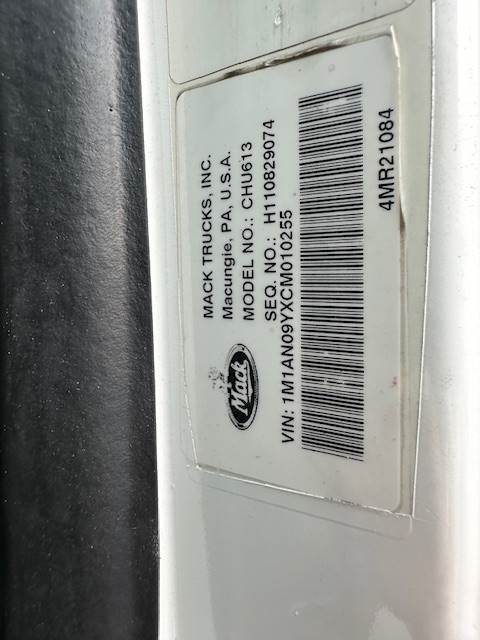 Mack
MACK TRUCKS, INC.
Macungie, PA, U.S.A.
MODEL NO.: CHU613
SEQ. NO.: H110829074
VIN: 1M1AN09YXCM010255
4MR21084